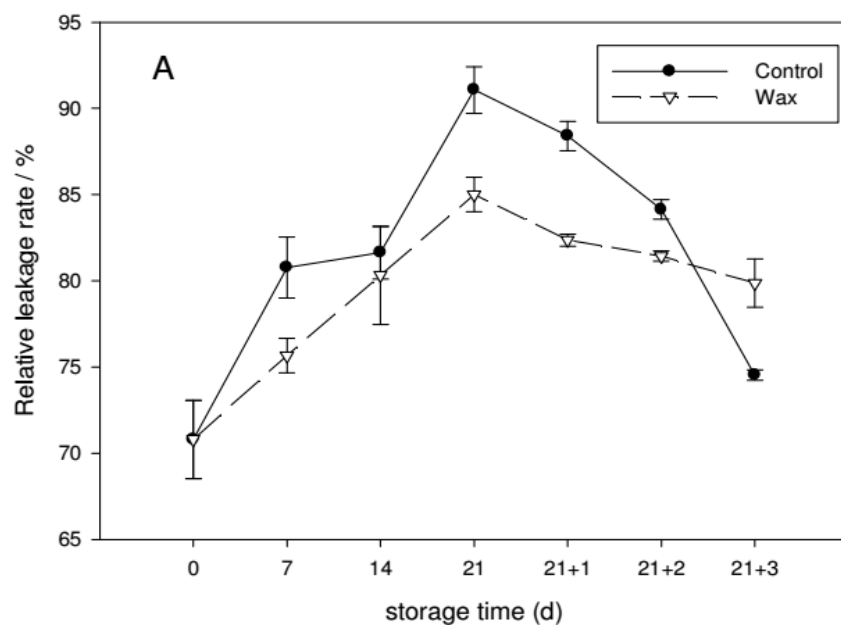 A
Control
Wax
95
90
85
80
75
70
65
Relative leakage rate / %
0 7 14 21 21+1 21+2 21+3
storage time (d)